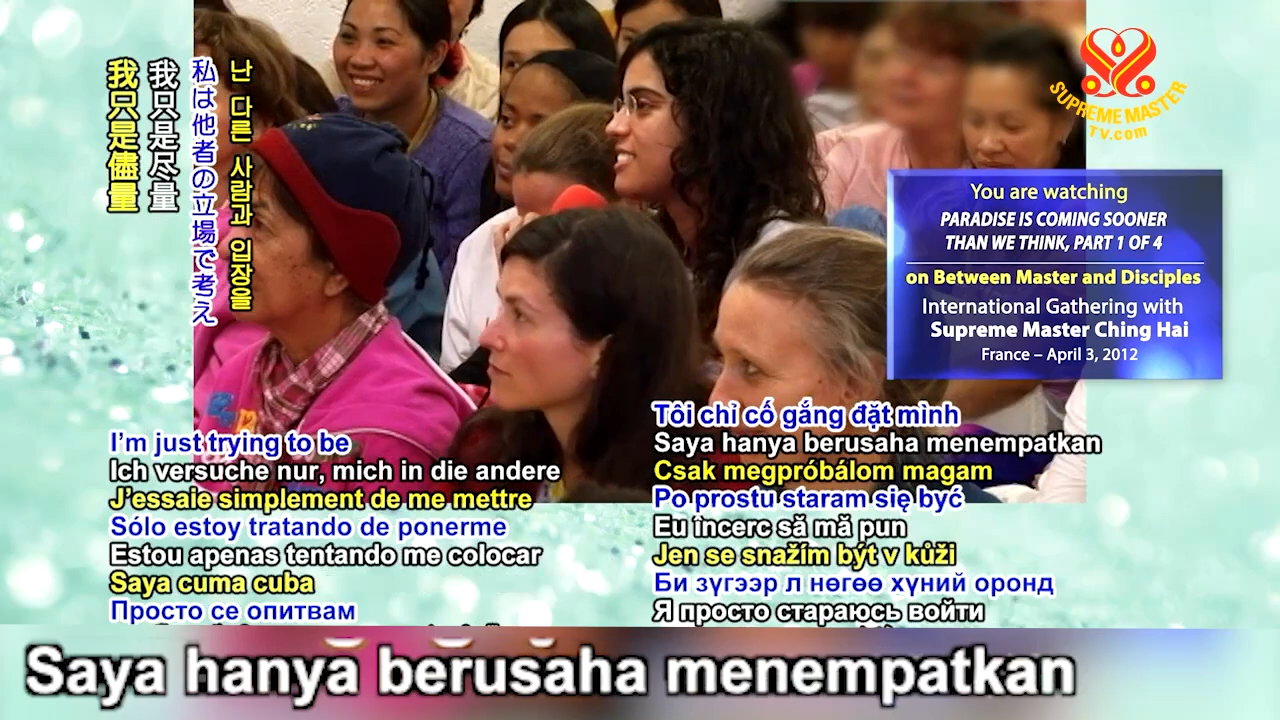 我只是儘量
我只是尽量
私は他者の立場で考え
난 다른 사람과 입장을
SUPREME MASTER
TV.com
You are watching
PARADISE IS COMING SOONER
THAN WE THINK, PART 1 OF 4
on Between Master and Disciples
International Gathering with
Supreme Master Ching Hai
France – April 3, 2012
I'm just trying to be
Ich versuche nur, mich in die andere
J'essaie simplement de me mettre
Sólo estoy tratando de ponerme
Estou apenas tentando me colocar
Saya cuma cuba
Просто се опитвам
Tôi chỉ cố gắng đặt mình
Saya hanya berusaha menempatkan
Csak megpróbálom magam
Po prostu staram się być
Eu încerc să mă pun
Jen se snažím být v kůži
Би зүгээр л нөгөө хүний оронд
Я просто стараюсь войти
Saya hanya berusaha menempatkan